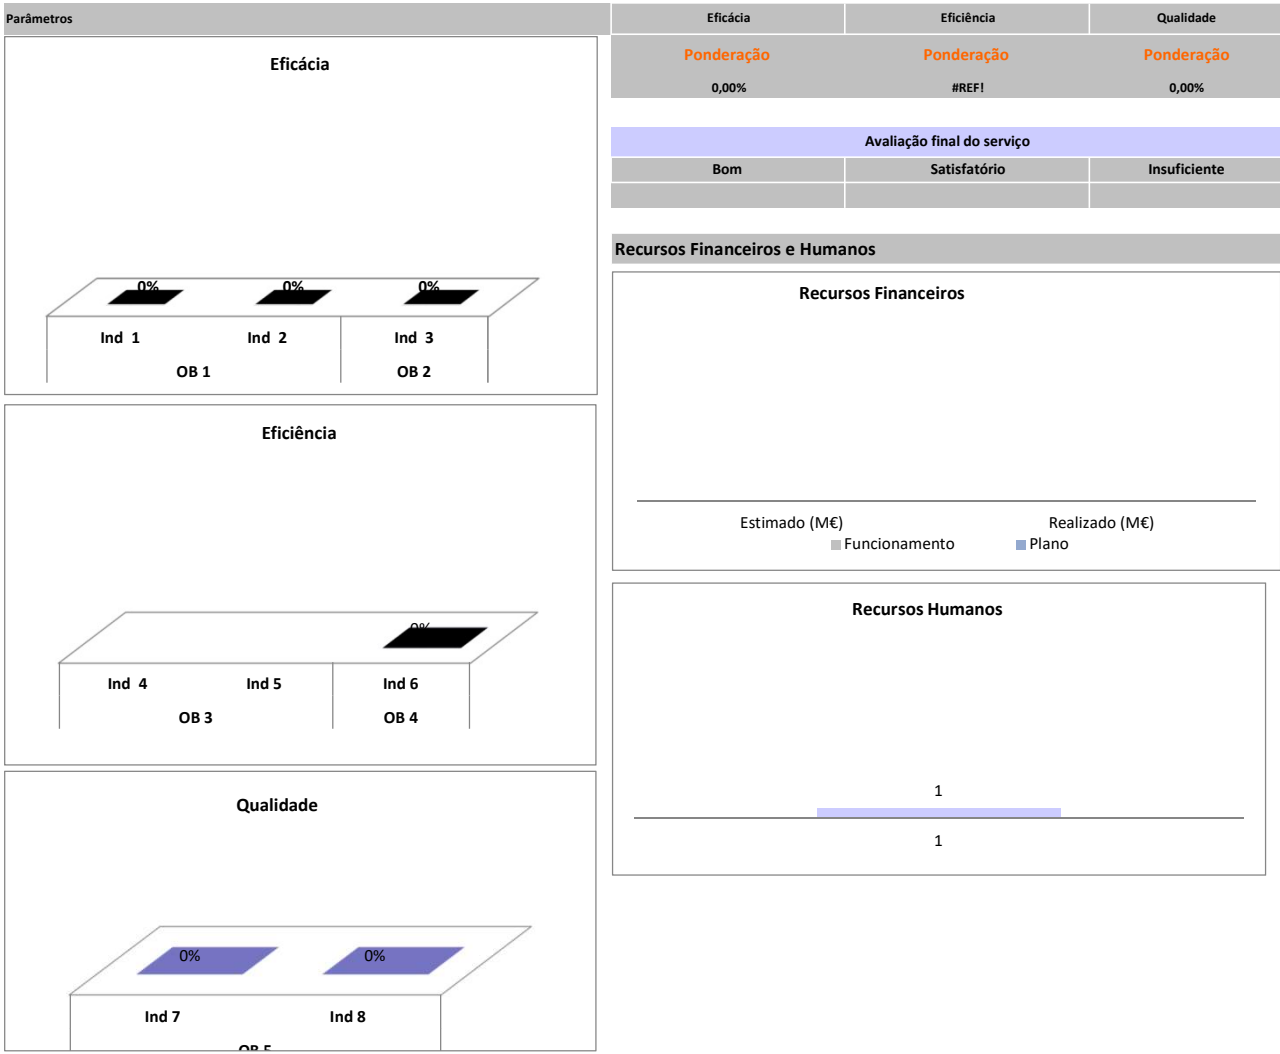 Parâmetros
Eficácia Eficiência Qualidade
Ponderação Ponderação Ponderação
0,00% #REF! 0,00%
Avaliação final do serviço
Bom Satisfatório Insuficiente
Eficácia
0% 0% 0%
Ind 1 Ind 2 Ind 3
OB 1 OB 2
Eficiência
0%
Ind 4 Ind 5 Ind 6
OB 3 OB 4
Qualidade
0% 0%
Ind 7 Ind 8
OB 5
Recursos Financeiros e Humanos
Recursos Financeiros
Estimado (M€) Realizado (M€)
Funcionamento Plano
Recursos Humanos
1
1